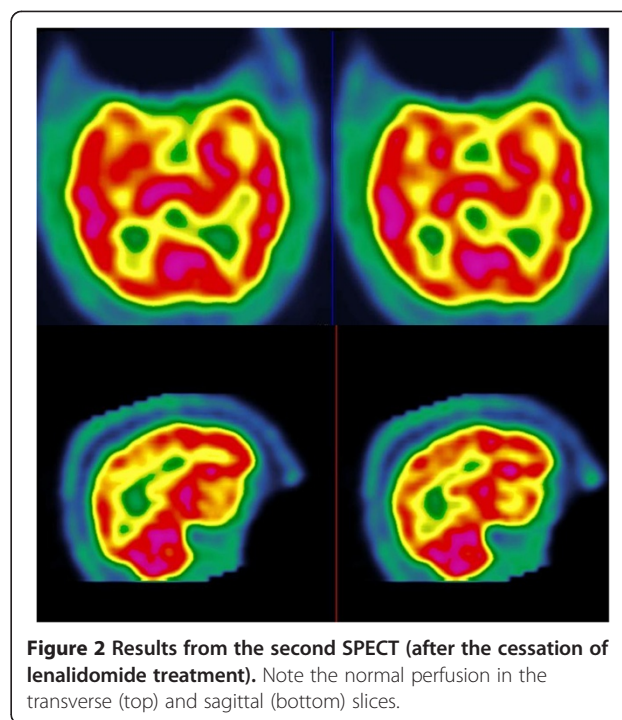 Figure 2 Results from the second SPECT (after the cessation of
lenalidomide treatment). Note the normal perfusion in the
transverse (top) and sagittal (bottom) slices.